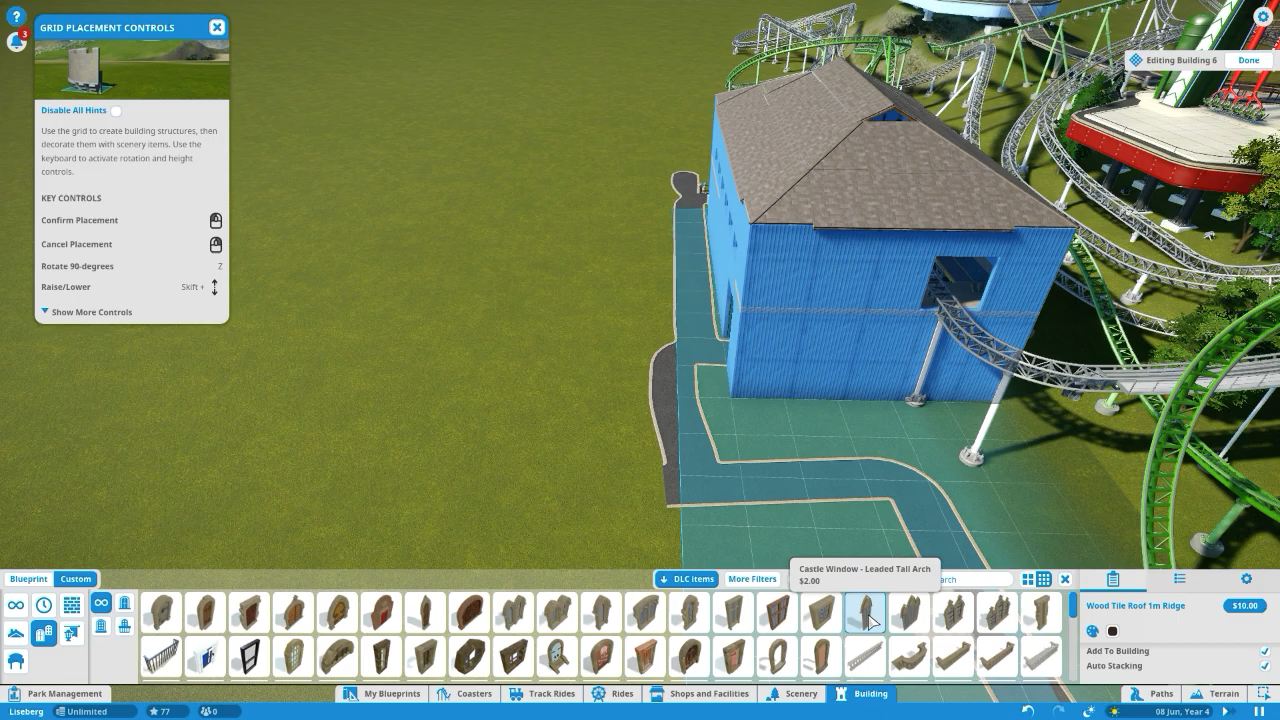 GRID PLACEMENT CONTROLS
3
Disable All Hints
Use the grid to create building structures, then
decorate them with scenery items. Use the
keyboard to activate rotation and height
controls.
KEY CONTROLS
Confirm Placement
Cancel Placement
Rotate 90-degrees Z
Raise/Lower Skift +
Show More Controls
Editing Building 6 Done
Castle Window - Leaded Tall Arch
$2.00
Blueprint Custom
DLC items More Filters arch
Wood Tile Roof 1m Ridge $10.00
Add To Building
Auto Stacking
Park Management My Blueprints Coasters Track Rides Rides Shops and Facilities Scenery Building Paths Terrain
Liseberg Unlimited 77 0 08 Jun, Year 4